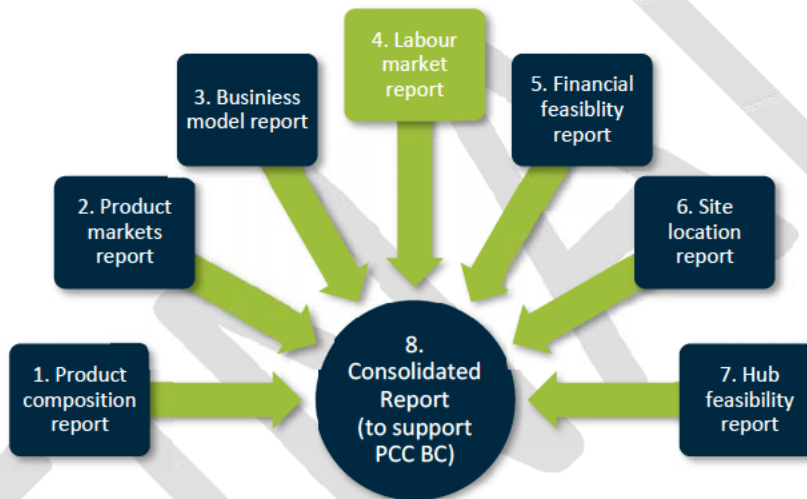 1. Product
composition
report
2. Product
markets
report
3. Businiess
model report
4. Labour
market
report
5. Financial
feasiblity
report
6. Site
location
report
7. Hub
feasibility
report
8.
Consolidated
Report
(to support
PCC BC)